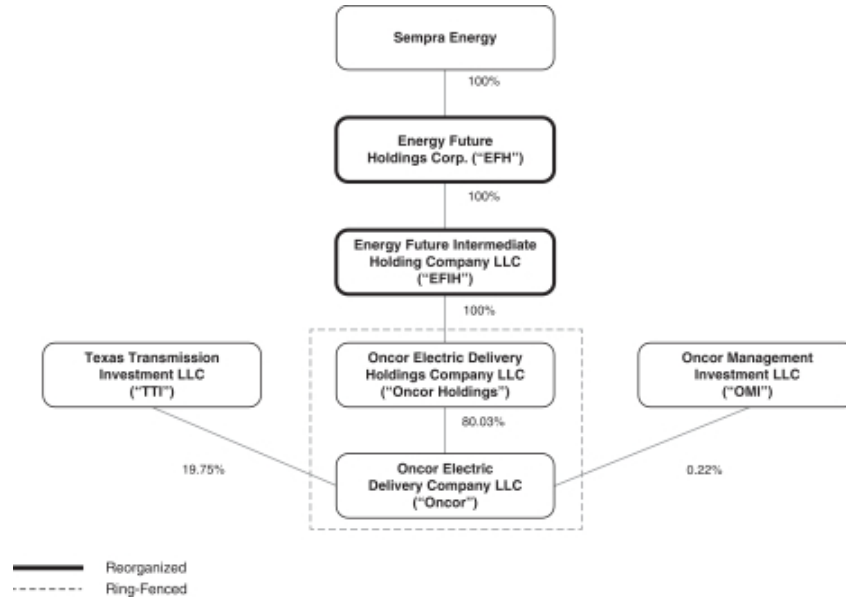 Sempra Energy
100%
Energy Future
Holdings Corp. (“EFH”)
100%
Energy Future Intermediate
Holding Company LLC
(“EFIH”)
100%
Texas Transmission
Investment LLC
(“TTI”)
Oncor Electric Delivery
Holdings Company LLC
(“Oncor Holdings”)
Oncor Management
Investment LLC
(“OMI”)
80.03%
19.75%
0.22%
Oncor Electric
Delivery Company LLC
(“Oncor”)
Reorganized
Ring-Fenced